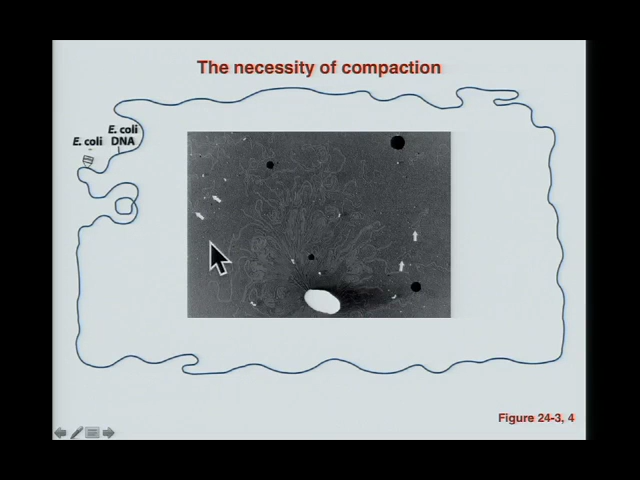 The necessity of compaction
E. coli
DNA
E. coli
Figure 24-3, 4